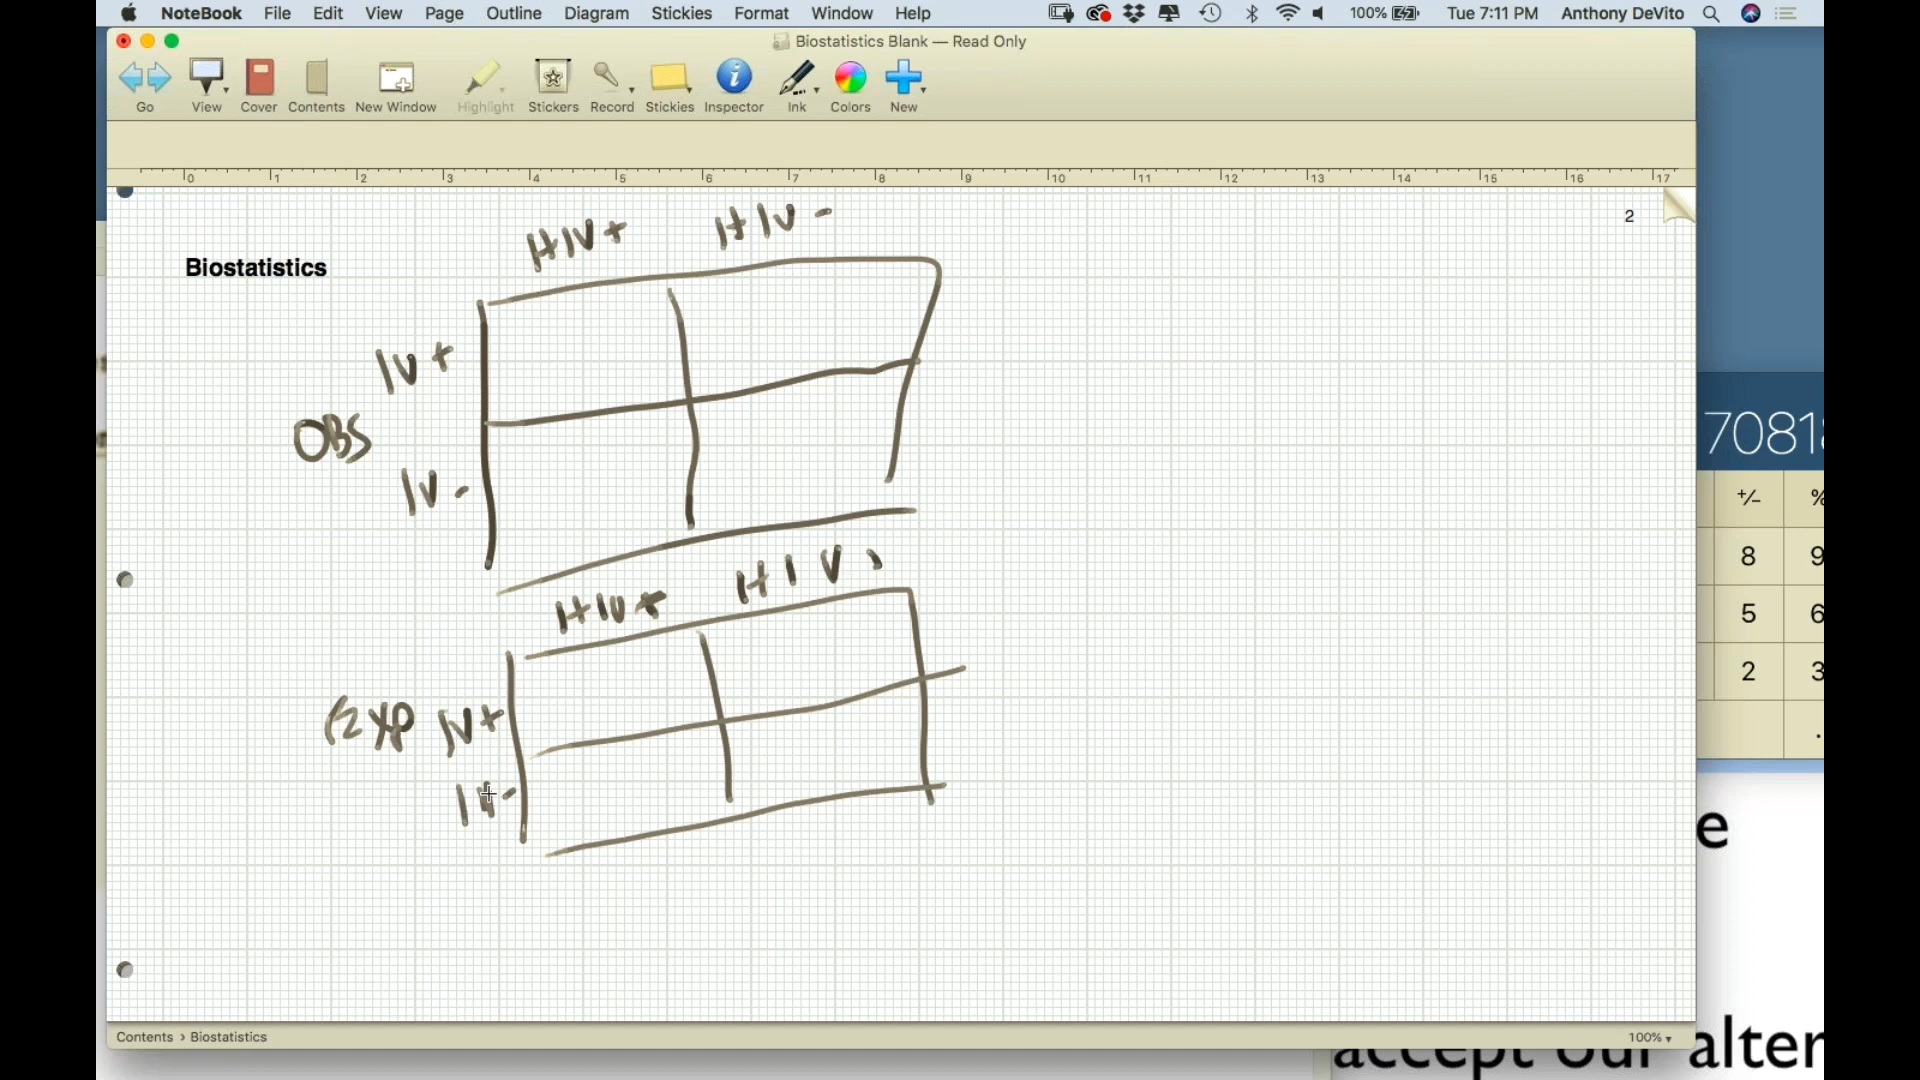 NoteBook File Edit View Page Outline Diagram Stickies Format Window Help 100% Tue 7:11 PM Anthony DeVito
Biostatistics Blank — Read Only
Go View Cover Contents New Window Highlight Stickers Record Stickies Inspector Ink Colors New
0 1 2 3 4 5 6 7 8 9 10 11 12 13 14 15 16 17
2
HIV + HIV -
Biostatistics
IV +
OBS
IV -
HIV + HIV -
Exp IV +
IV -
7081
+/- %
8 9
5 6
2 3
.
e
accept our alter
Contents › Biostatistics
100%